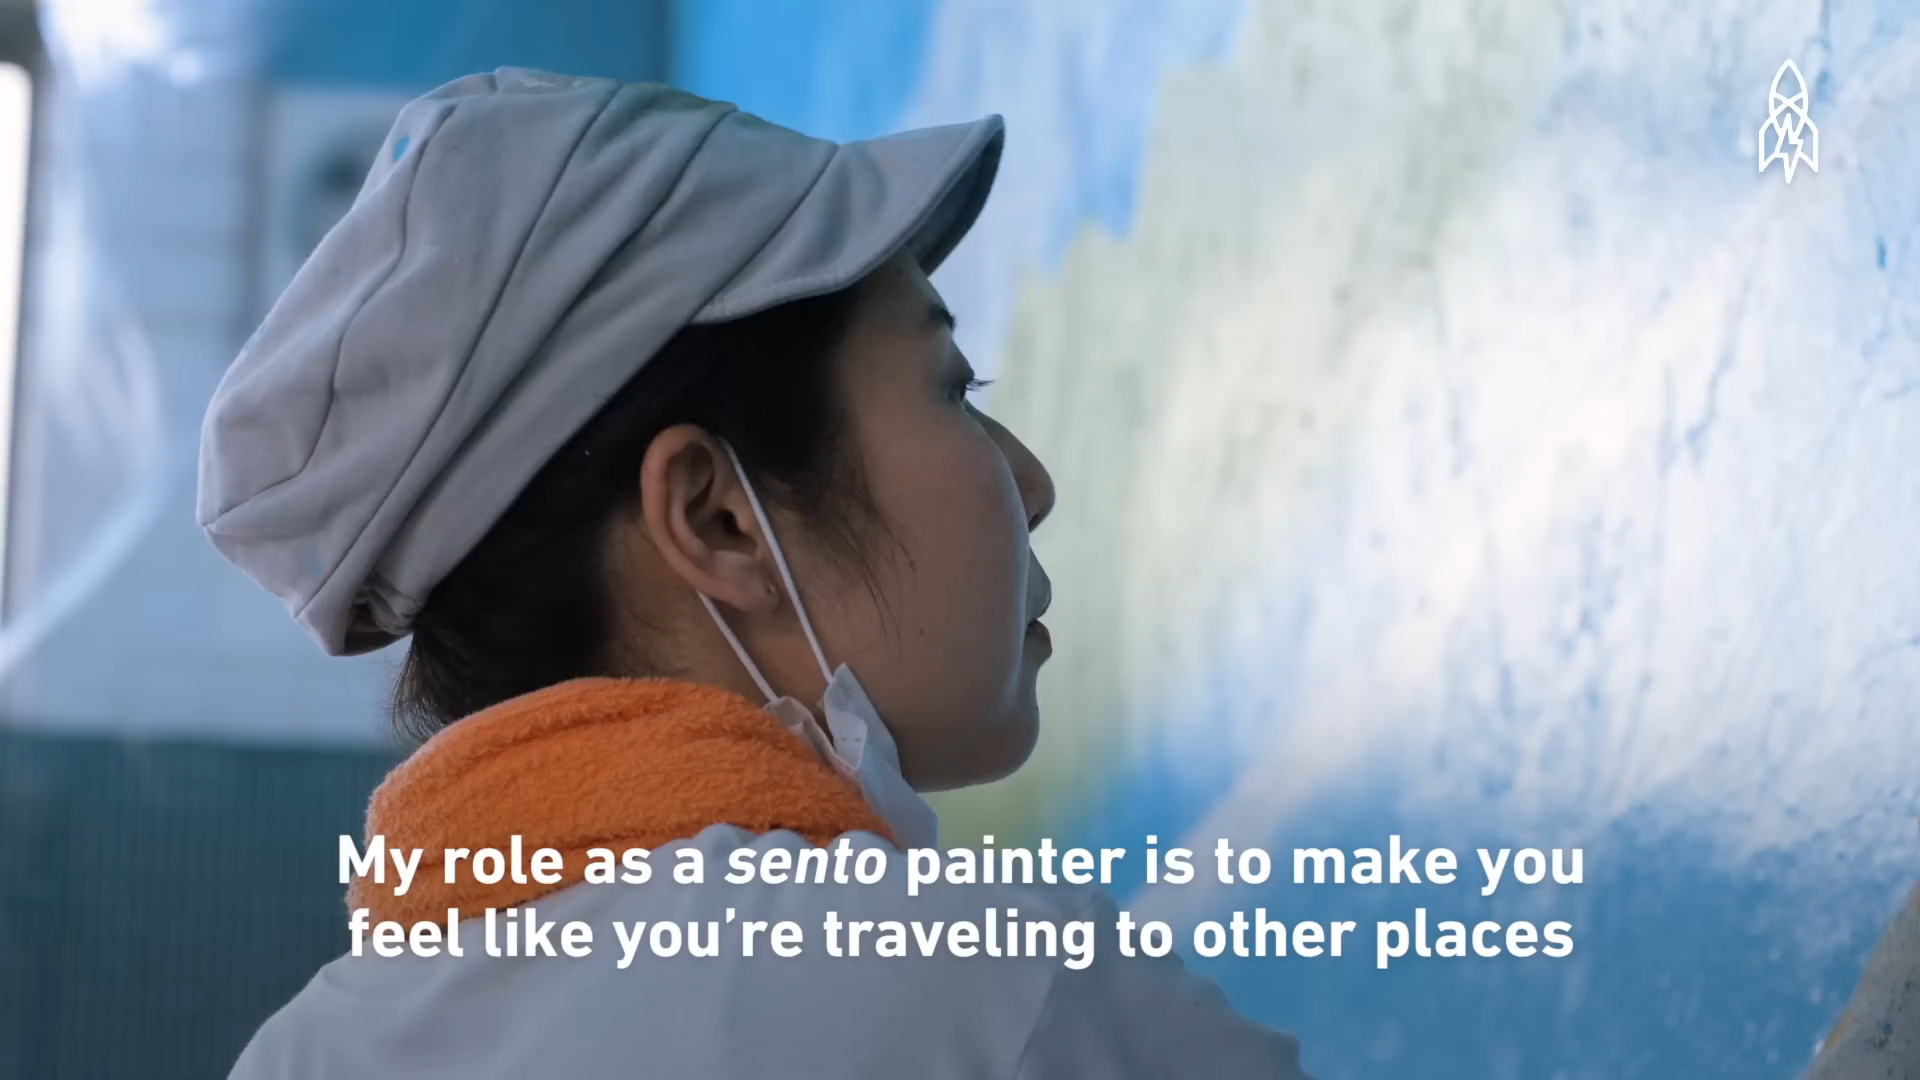 My role as a sento painter is to make you
feel like you’re traveling to other places